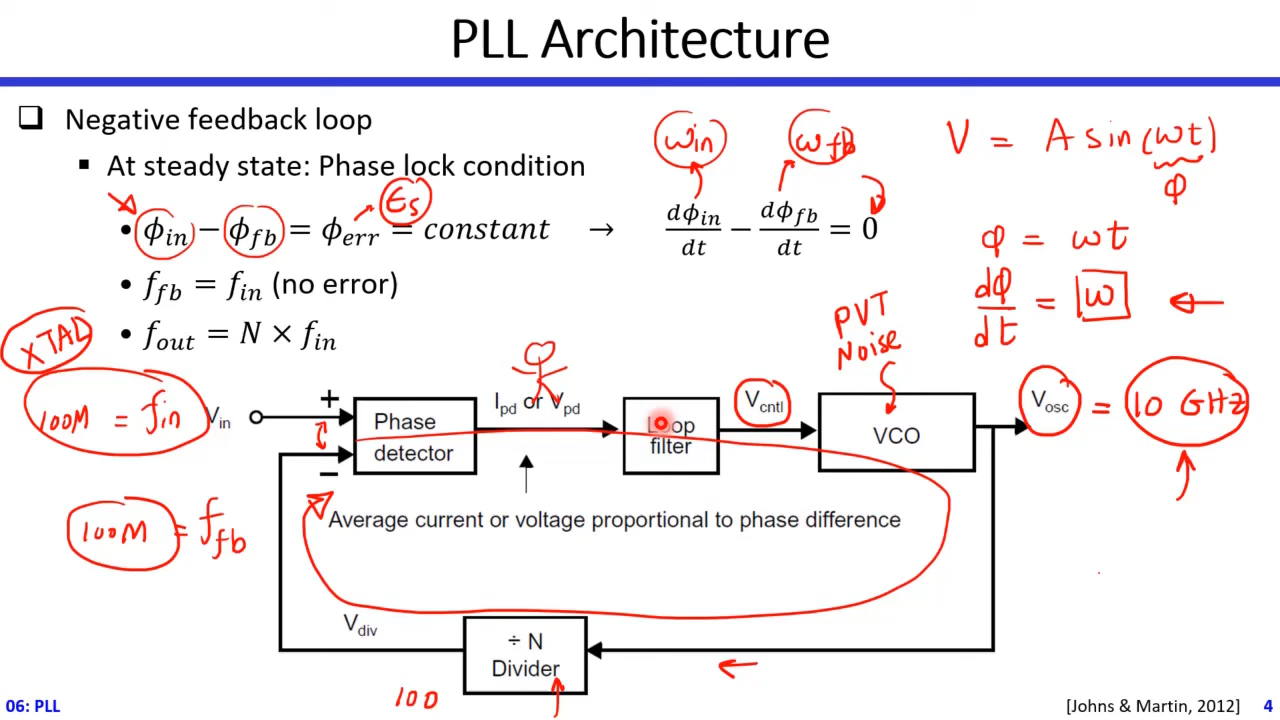 PLL Architecture
❑ Negative feedback loop
▪ At steady state: Phase lock condition
• ϕin − ϕfb = ϕerr = constant → dϕin/dt − dϕfb/dt = 0
ϵs
ωin
ωfb
V = A sin(ωt)
φ
φ = ωt
dφ/dt = ω
• ffb = fin (no error)
• fout = N × fin
XTAL
PVT
Noise
100M = fin
Vin
+
−
Phase
detector
Ipd or Vpd
Loop
filter
Vcntl
VCO
Vosc = 10 GHz
100M = ffb
Average current or voltage proportional to phase difference
Vdiv
÷ N
Divider
100
06: PLL
[Johns & Martin, 2012] 4